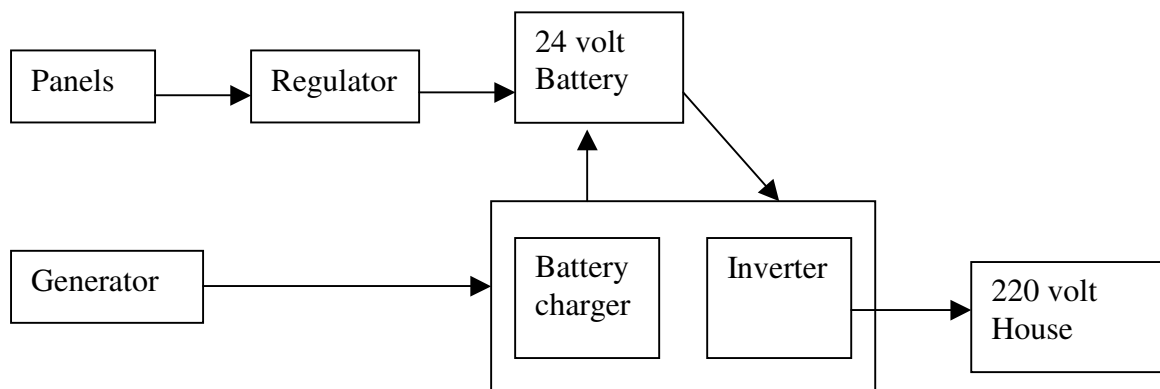 Panels
Regulator
24 volt
Battery
Generator
Battery
charger
Inverter
220 volt
House